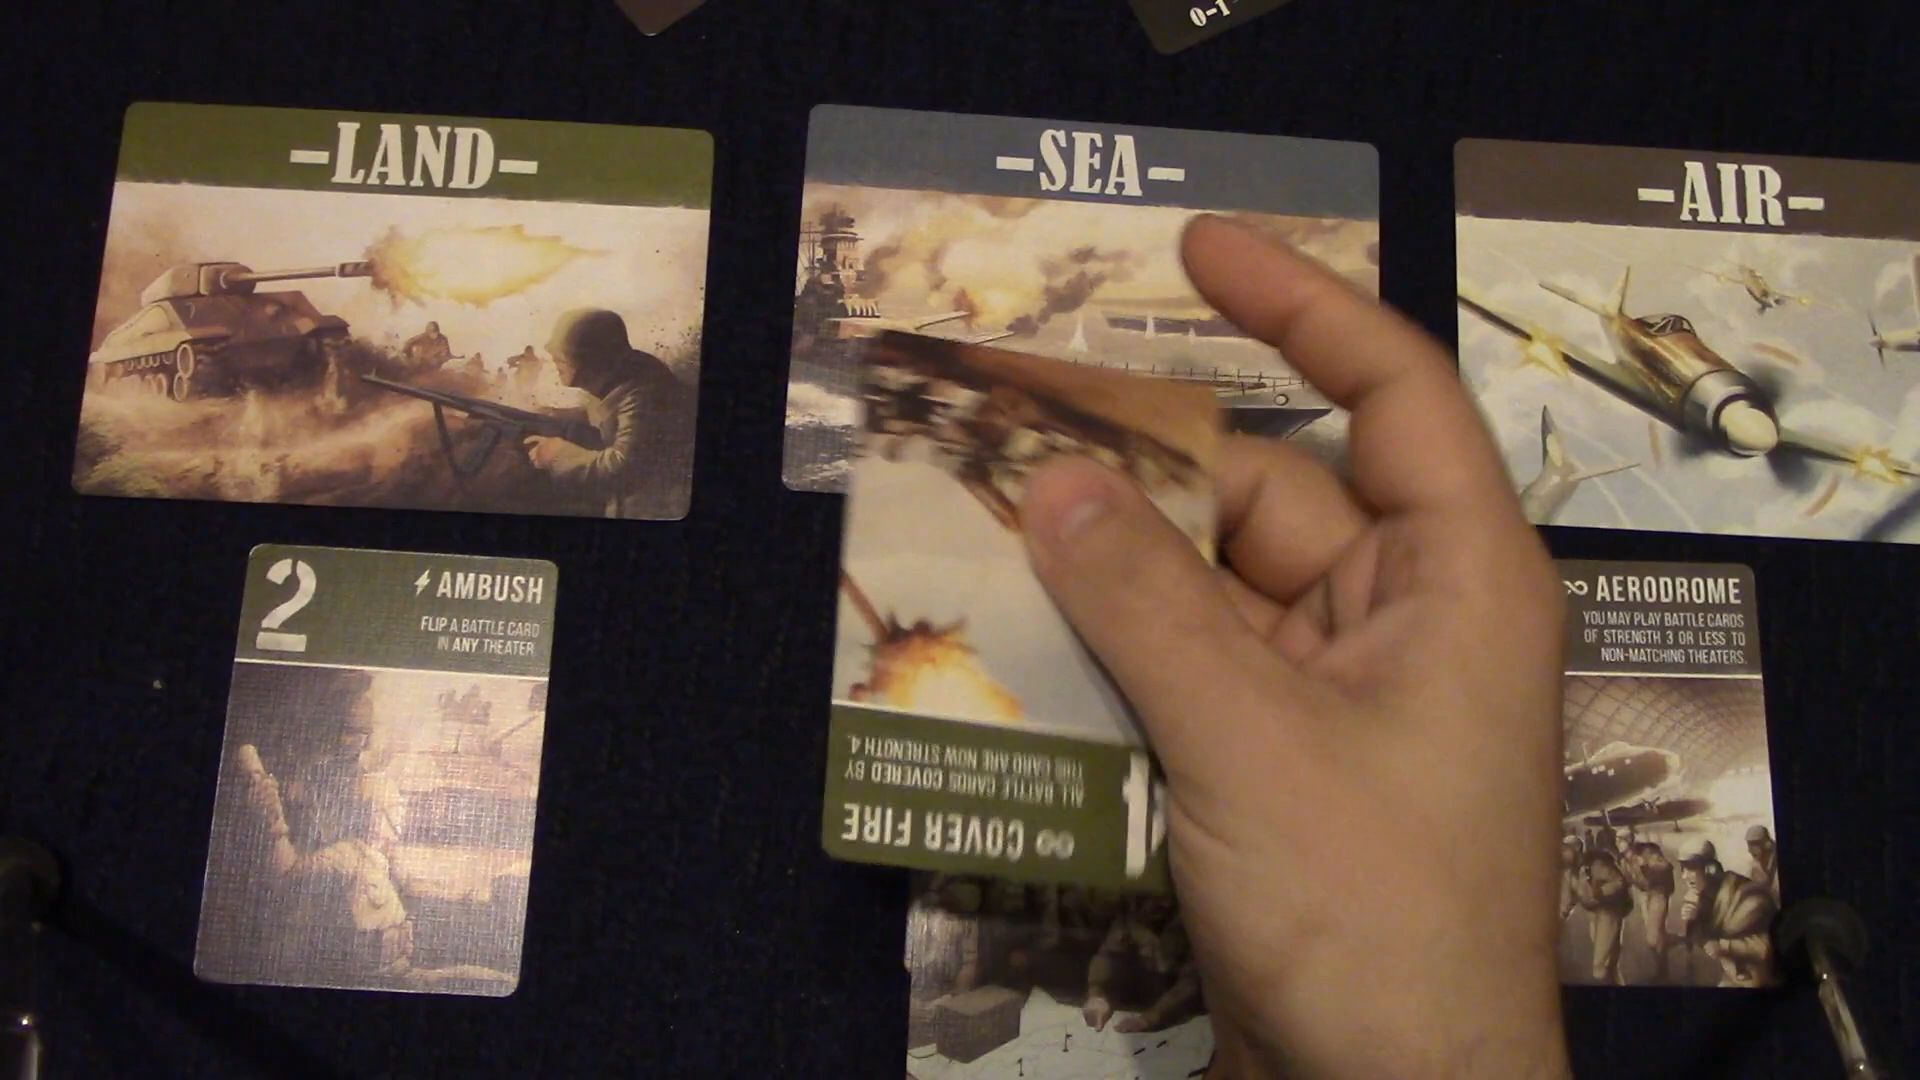 0-1
-LAND-
-SEA-
-AIR-
2
AMBUSH
FLIP A BATTLE CARD
IN ANY THEATER
∞ AERODROME
YOU MAY PLAY BATTLE CARDS
OF STRENGTH 3 OR LESS TO
NON-MATCHING THEATERS.
∞ COVER FIRE
ALL BATTLE CARDS COVERED BY
THIS CARD ARE NOW STRENGTH 4.